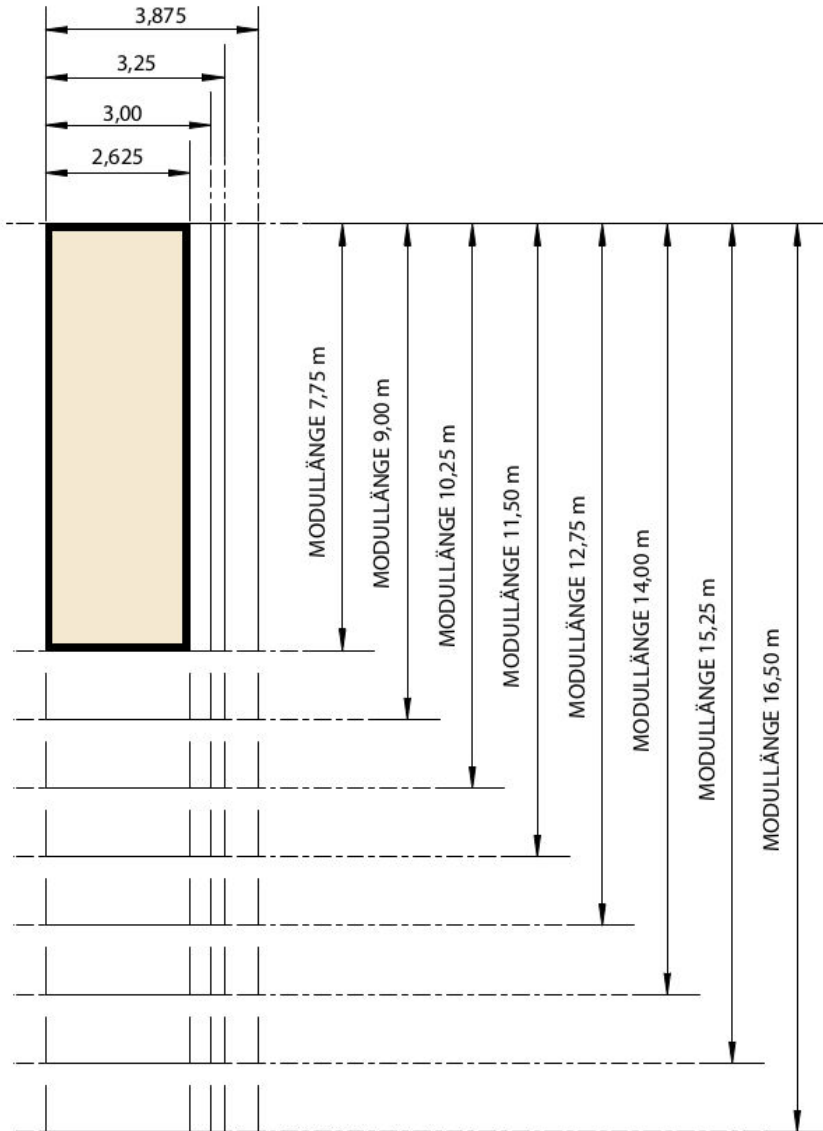 3,875
3,25
3,00
2,625
MODULLÄNGE 7,75 m
MODULLÄNGE 9,00 m
MODULLÄNGE 10,25 m
MODULLÄNGE 11,50 m
MODULLÄNGE 12,75 m
MODULLÄNGE 14,00 m
MODULLÄNGE 15,25 m
MODULLÄNGE 16,50 m